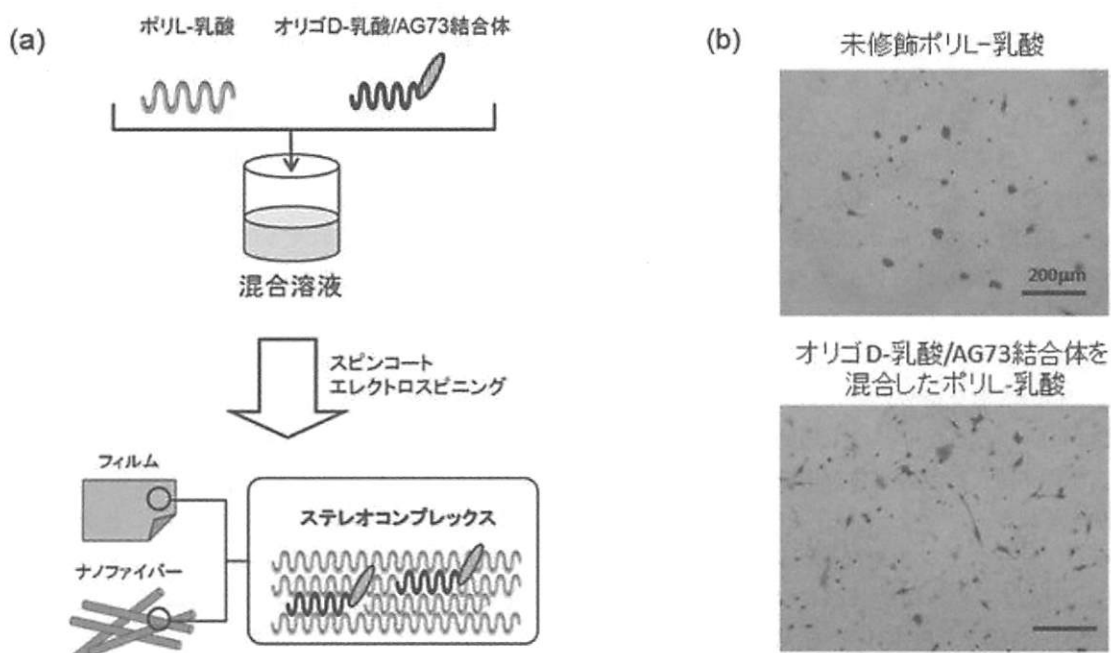 (a)
ポリL-乳酸
オリゴD-乳酸/AG73結合体
混合溶液
スピンコート
エレクトロスピニング
フィルム
ナノファイバー
ステレオコンプレックス
(b)
未修飾ポリL-乳酸
200μm
オリゴD-乳酸/AG73結合体を
混合したポリL-乳酸